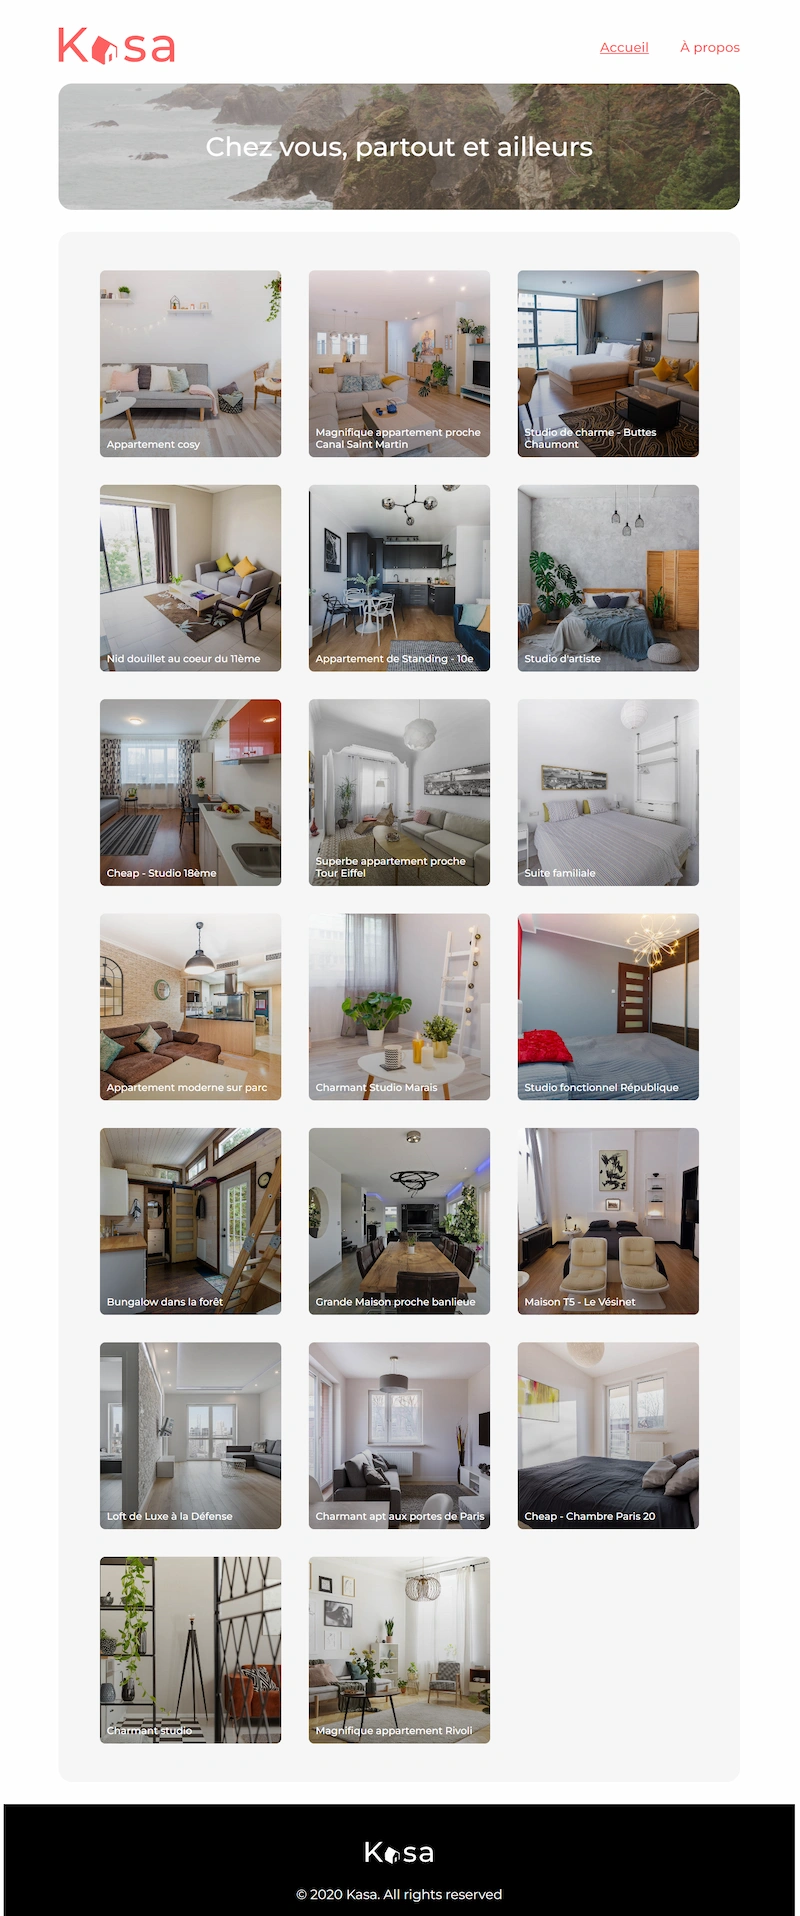 Kasa
Accueil
À propos
Chez vous, partout et ailleurs
Appartement cosy
Magnifique appartement proche
Canal Saint Martin
Studio de charme - Buttes
Chaumont
Nid douillet au coeur du 11ème
Appartement de Standing - 10e
Studio d'artiste
Cheap - Studio 18ème
Superbe appartement proche
Tour Eiffel
Suite familiale
Appartement moderne sur parc
Charmant Studio Marais
Studio fonctionnel République
Bungalow dans la forêt
Grande Maison proche banlieue
Maison T5 - Le Vésinet
Loft de Luxe à la Défense
Charmant apt aux portes de Paris
Cheap - Chambre Paris 20
Charmant studio
Magnifique appartement Rivoli
Kasa
© 2020 Kasa. All rights reserved